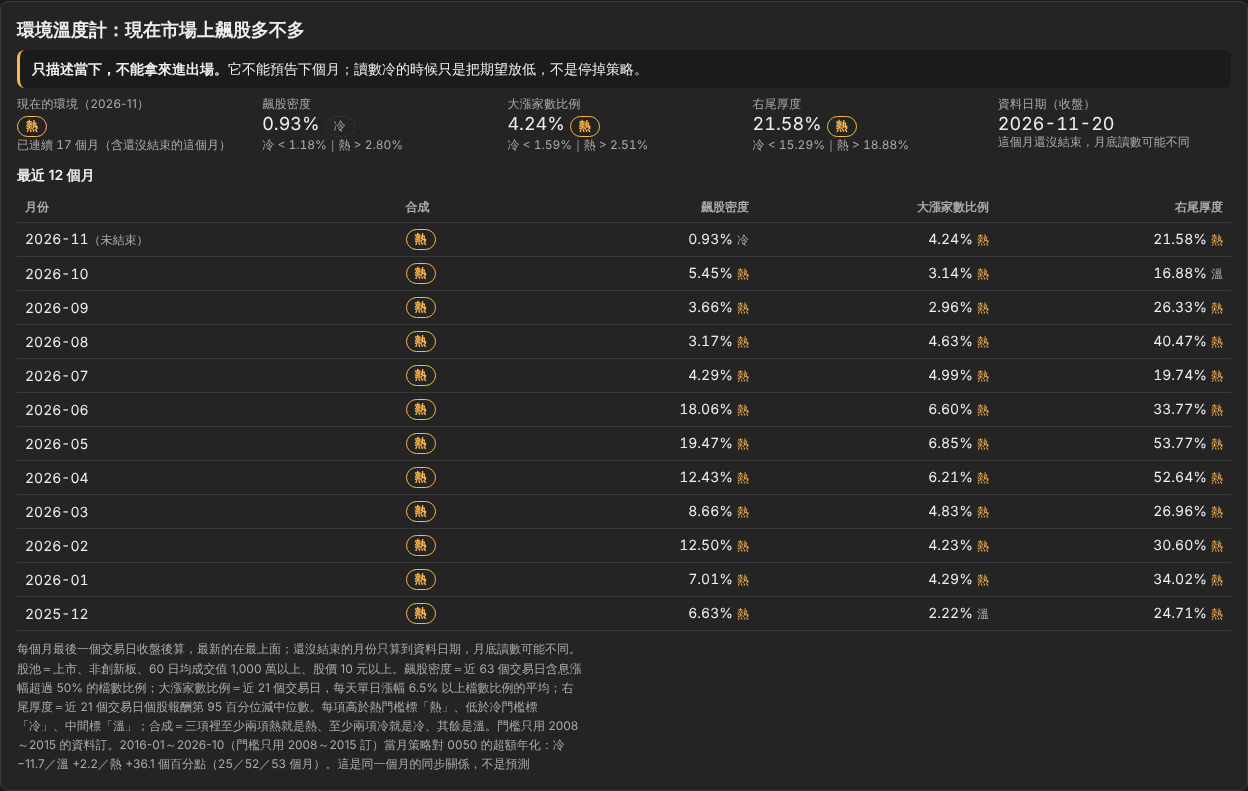 環境溫度計：現在市場上飆股多不多
只描述當下，不能拿來進出場。它不能預告下個月；讀數冷的時候只是把期望放低，不是停掉策略。
現在的環境（2026-11）
熱
已連續 17 個月（含還沒結束的這個月）
飆股密度
0.93% 冷
冷 < 1.18%｜熱 > 2.80%
大漲家數比例
4.24% 熱
冷 < 1.59%｜熱 > 2.51%
右尾厚度
21.58% 熱
冷 < 15.29%｜熱 > 18.88%
資料日期（收盤）
2026-11-20
這個月還沒結束，月底讀數可能不同
最近 12 個月
月份 合成 飆股密度 大漲家數比例 右尾厚度
2026-11（未結束） 熱 0.93% 冷 4.24% 熱 21.58% 熱
2026-10 熱 5.45% 熱 3.14% 熱 16.88% 溫
2026-09 熱 3.66% 熱 2.96% 熱 26.33% 熱
2026-08 熱 3.17% 熱 4.63% 熱 40.47% 熱
2026-07 熱 4.29% 熱 4.99% 熱 19.74% 熱
2026-06 熱 18.06% 熱 6.60% 熱 33.77% 熱
2026-05 熱 19.47% 熱 6.85% 熱 53.77% 熱
2026-04 熱 12.43% 熱 6.21% 熱 52.64% 熱
2026-03 熱 8.66% 熱 4.83% 熱 26.96% 熱
2026-02 熱 12.50% 熱 4.23% 熱 30.60% 熱
2026-01 熱 7.01% 熱 4.29% 熱 34.02% 熱
2025-12 熱 6.63% 熱 2.22% 溫 24.71% 熱
每個月最後一個交易日收盤後算，最新的在最上面；還沒結束的月份只算到資料日期，月底讀數可能不同。
股池＝上市、非創新板、60 日均成交值 1,000 萬以上、股價 10 元以上。飆股密度＝近 63 個交易日含息漲
幅超過 50% 的檔數比例；大漲家數比例＝近 21 個交易日，每天單日漲幅 6.5% 以上檔數比例的平均；右
尾厚度＝近 21 個交易日個股報酬第 95 百分位減中位數。每項高於熱門檻標「熱」、低於冷門檻標
「冷」、中間標「溫」；合成＝三項裡至少兩項熱就是熱、至少兩項冷就是冷、其餘是溫。門檻只用 2008
～2015 的資料訂。2016-01～2026-10（門檻只用 2008～2015 訂）當月策略對 0050 的超額年化：冷
−11.7／溫 +2.2／熱 +36.1 個百分點（25／52／53 個月）。這是同一個月的同步關係，不是預測